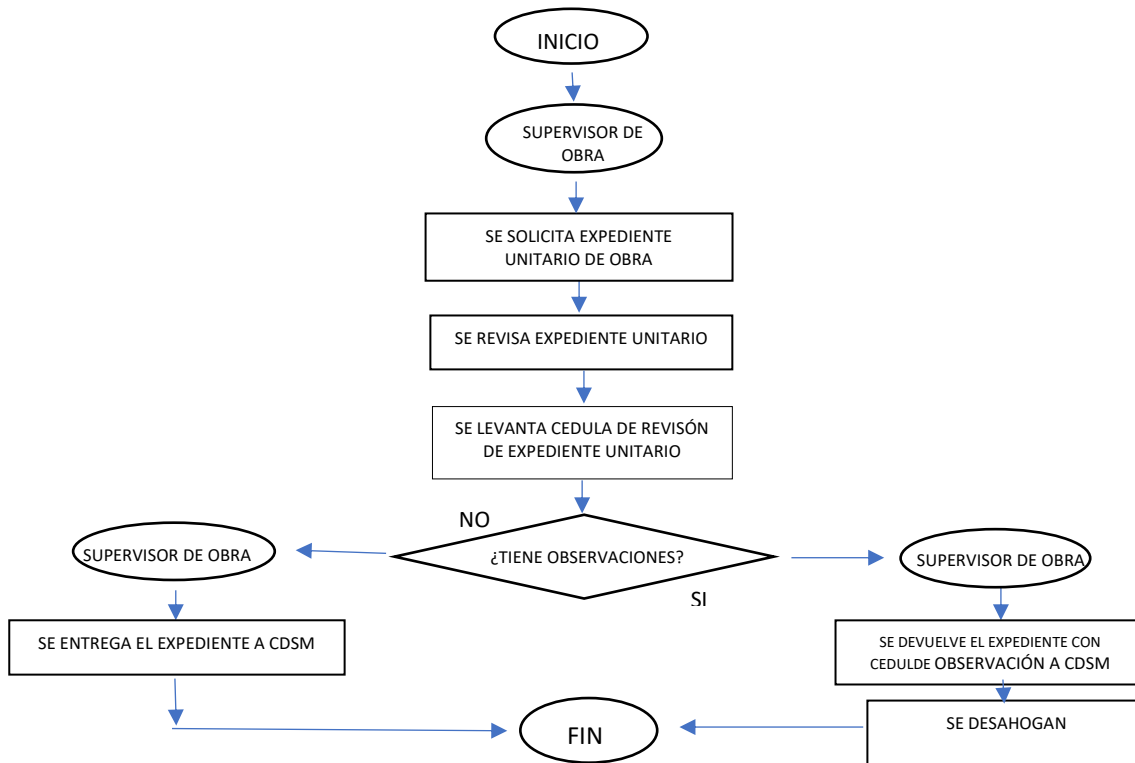 INICIO
SUPERVISOR DE
OBRA
SE SOLICITA EXPEDIENTE
UNITARIO DE OBRA
SE REVISA EXPEDIENTE UNITARIO
SE LEVANTA CEDULA DE REVISÓN
DE EXPEDIENTE UNITARIO
NO
¿TIENE OBSERVACIONES?
SI
SUPERVISOR DE OBRA
SUPERVISOR DE OBRA
SE ENTREGA EL EXPEDIENTE A CDSM
SE DEVUELVE EL EXPEDIENTE CON
CEDULDE OBSERVACIÓN A CDSM
SE DESAHOGAN
FIN